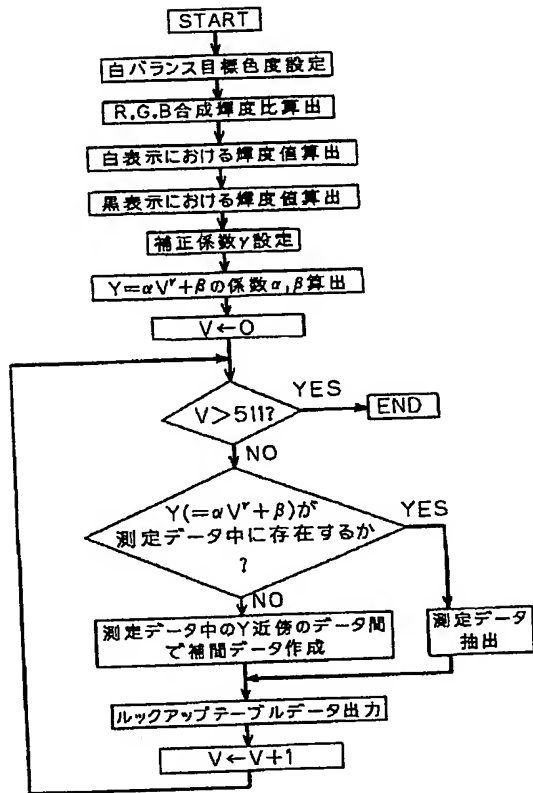 START
白バランス目標色度設定
R.G.B合成輝度比算出
白表示における輝度値算出
黒表示における輝度値算出
補正係数γ設定
Y=αVγ+βの係数α,β算出
V←0
V>511?
YES
END
NO
Y(=αVγ+β)が
測定データ中に存在するか
?
YES
NO
測定データ中のY近傍のデータ間
で補間データ作成
測定データ
抽出
ルックアップテーブルデータ出力
V←V+1